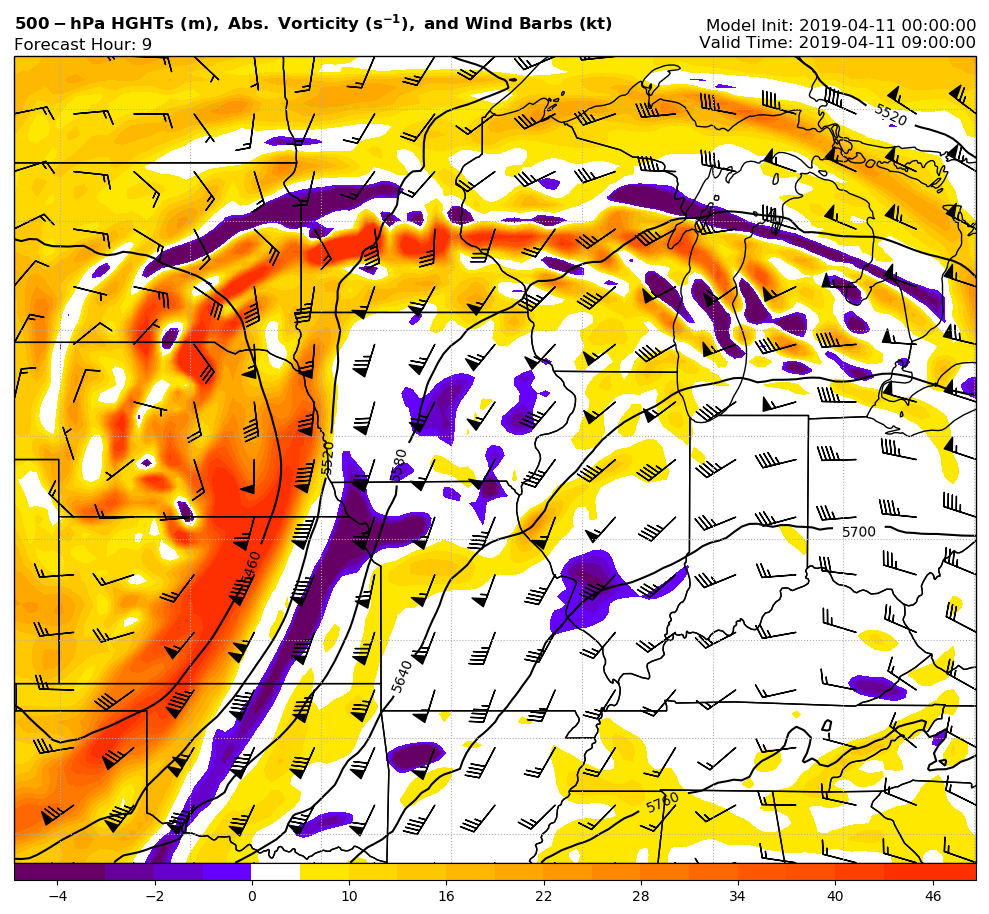 500-hPa HGHTs (m), Abs. Vorticity (s⁻¹), and Wind Barbs (kt)
Model Init: 2019-04-11 00:00:00
Forecast Hour: 9
Valid Time: 2019-04-11 09:00:00
5520
5520
580
5700
5460
5640
5760
−4 −2 0 10 16 22 28 34 40 46